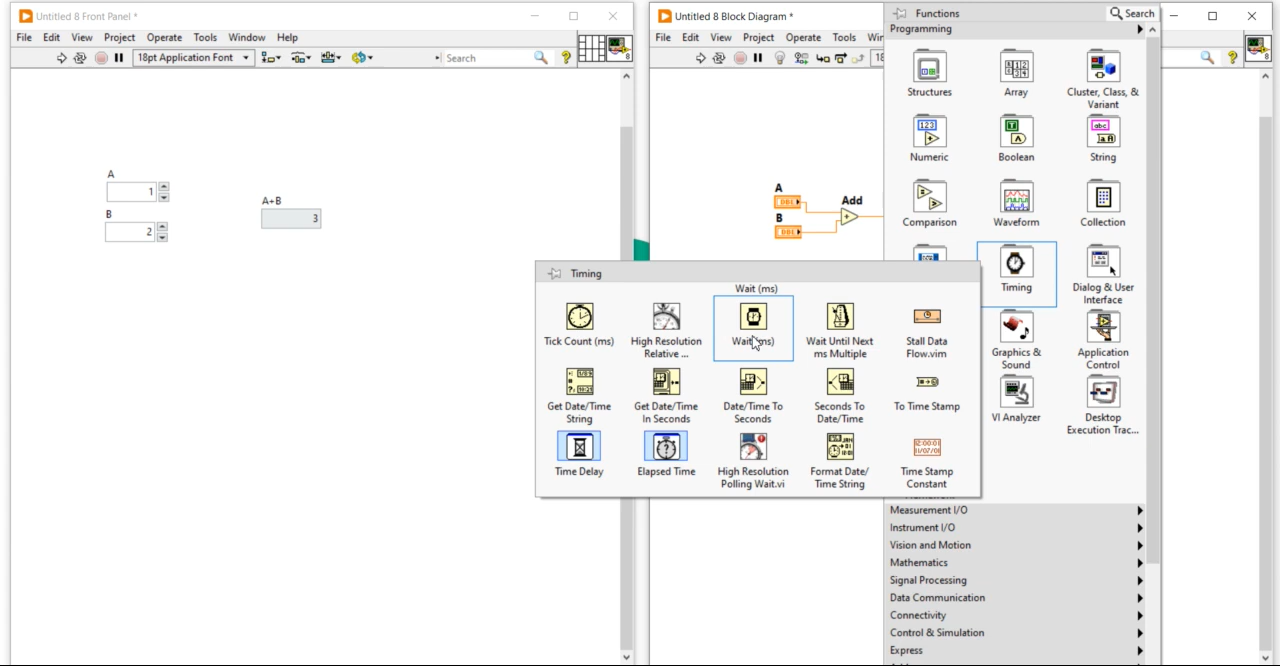 Untitled 8 Front Panel *
File Edit View Project Operate Tools Window Help
18pt Application Font
Search
A
1
B
2
A+B
3
Untitled 8 Block Diagram *
File Edit View Project Operate Tools
A
B
Add
Functions
Search
Programming
Structures
Array
Cluster, Class, &
Variant
Numeric
Boolean
String
Comparison
Waveform
Collection
Timing
Dialog & User
Interface
Graphics &
Sound
Application
Control
VI Analyzer
Desktop
Execution Trac...
Measurement I/O
Instrument I/O
Vision and Motion
Mathematics
Signal Processing
Data Communication
Connectivity
Control & Simulation
Express
Timing
Wait (ms)
Tick Count (ms)
High Resolution
Relative ...
Wait (ms)
Wait Until Next
ms Multiple
Stall Data
Flow.vim
Get Date/Time
String
Get Date/Time
In Seconds
Date/Time To
Seconds
Seconds To
Date/Time
To Time Stamp
Time Delay
Elapsed Time
High Resolution
Polling Wait.vi
Format Date/
Time String
Time Stamp
Constant